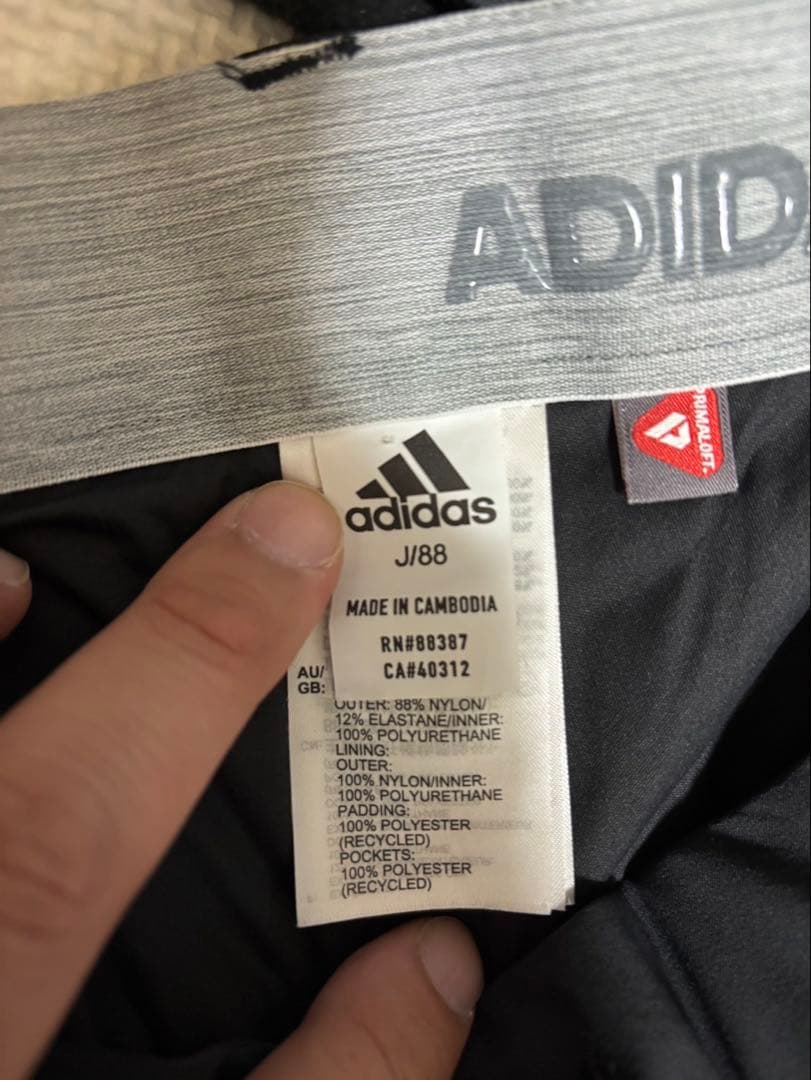 ADID
PRIMALOFT.
adidas
J/88
MADE IN CAMBODIA
RN#88387
CA#40312
AU/
GB:
OUTER: 88% NYLON/
12% ELASTANE/INNER:
100% POLYURETHANE
LINING:
OUTER:
100% NYLON/INNER:
100% POLYURETHANE
PADDING:
100% POLYESTER
(RECYCLED)
POCKETS:
100% POLYESTER
(RECYCLED)